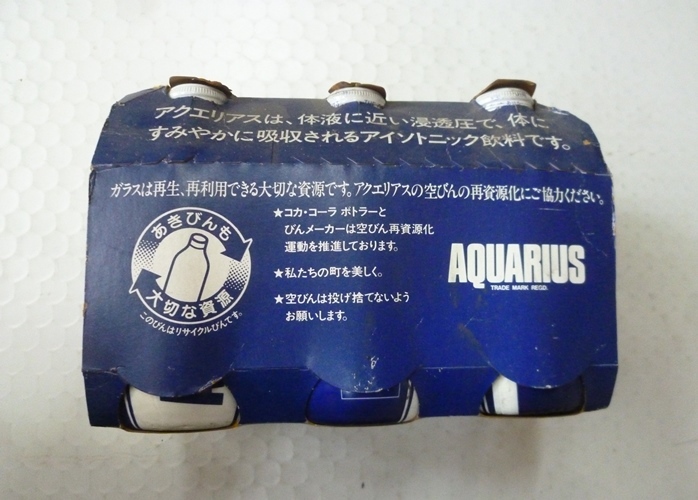 アクエリアスは、体液に近い浸透圧で、体に
すみやかに吸収されるアイソトニック飲料です。
ガラスは再生、再利用できる大切な資源です。アクエリアスの空びんの再資源化にご協力ください。
あきびんも
大切な資源
このびんはリサイクルびんです。
★コカ・コーラ ボトラーと
びんメーカーは空びん再資源化
運動を推進しております。
★私たちの町を美しく。
★空びんは投げ捨てないよう
お願いします。
AQUARIUS
TRADE MARK REGD.